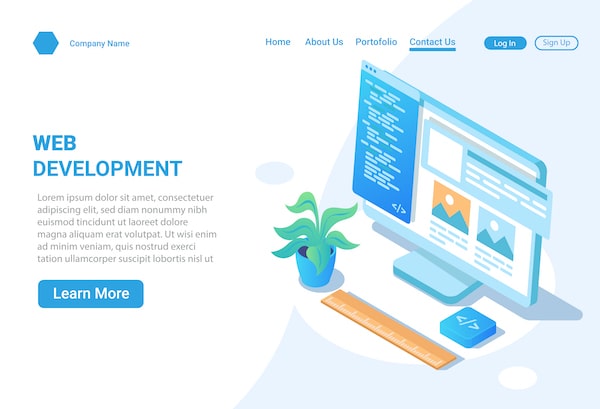 Company Name
Home About Us Portofolio Contact Us Log In Sign Up
WEB
DEVELOPMENT
Lorem ipsum dolor sit amet, consectetuer
adipiscing elit, sed diam nonummy nibh
euismod tincidunt ut laoreet dolore
magna aliquam erat volutpat. Ut wisi enim
ad minim veniam, quis nostrud exerci
tation ullamcorper suscipit lobortis nisl ut
Learn More
</>
</>